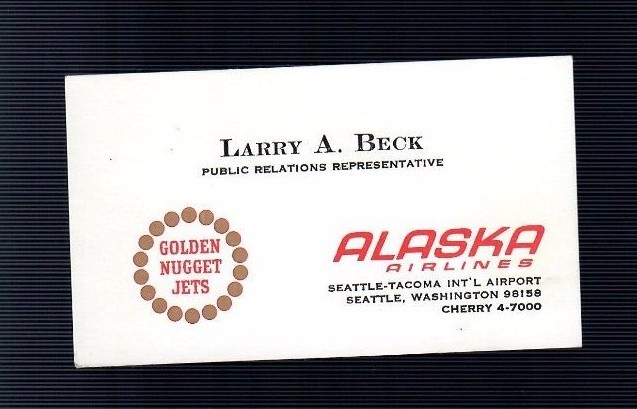 LARRY A. BECK
PUBLIC RELATIONS REPRESENTATIVE
GOLDEN
NUGGET
JETS
ALASKA
AIRLINES
SEATTLE-TACOMA INT'L AIRPORT
SEATTLE, WASHINGTON 98158
CHERRY 4-7000